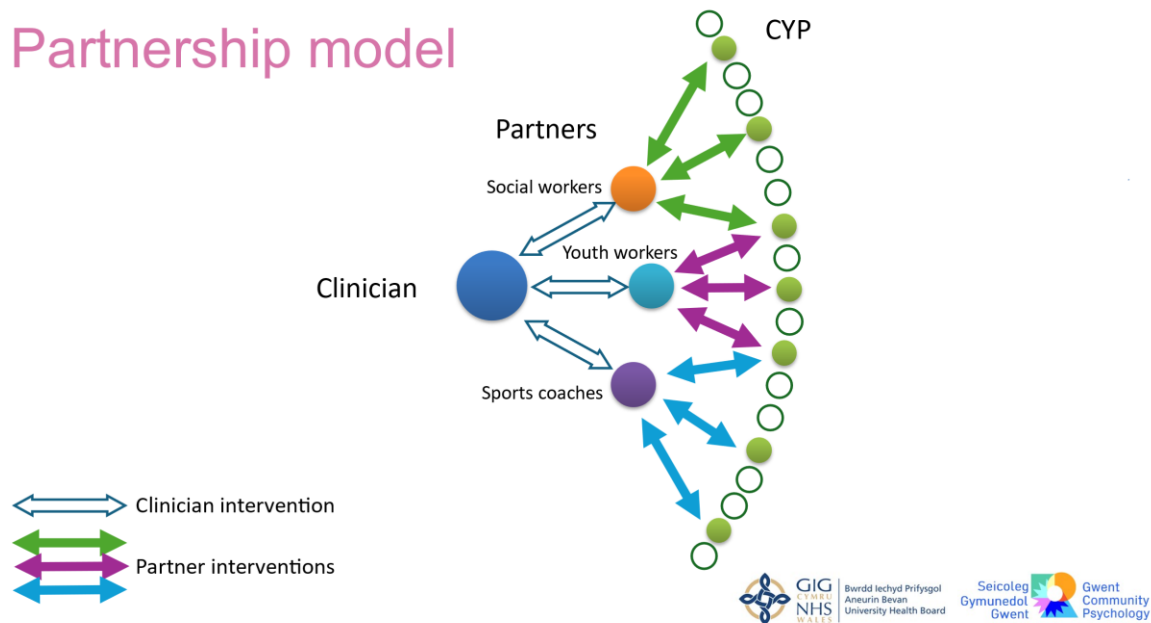 Partnership model
CYP
Partners
Social workers
Youth workers
Clinician
Sports coaches
Clinician intervention
Partner interventions
GIG
CYMRU
NHS
WALES
Bwrdd Iechyd Prifysgol
Aneurin Bevan
University Health Board
Seicoleg
Gymunedol
Gwent
Gwent
Community
Psychology